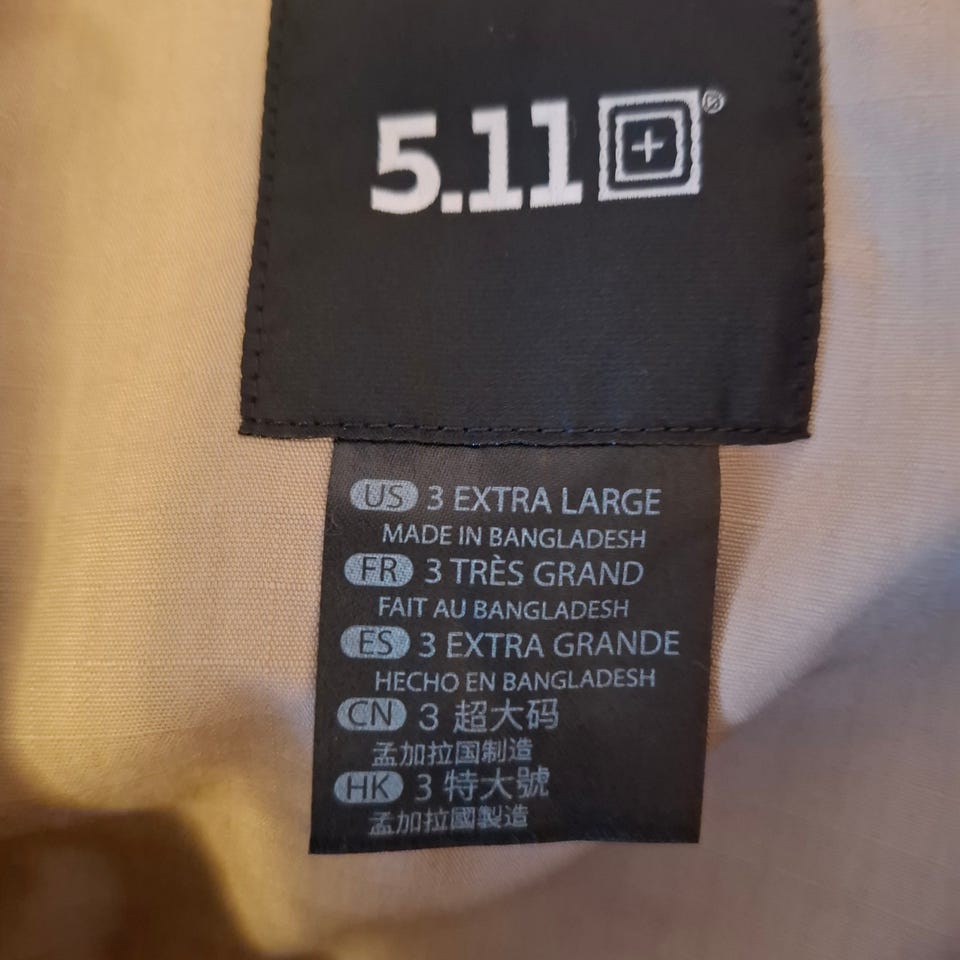 5.11®
US 3 EXTRA LARGE
MADE IN BANGLADESH
FR 3 TRÈS GRAND
FAIT AU BANGLADESH
ES 3 EXTRA GRANDE
HECHO EN BANGLADESH
CN 3 超大码
孟加拉国制造
HK 3 特大號
孟加拉國製造